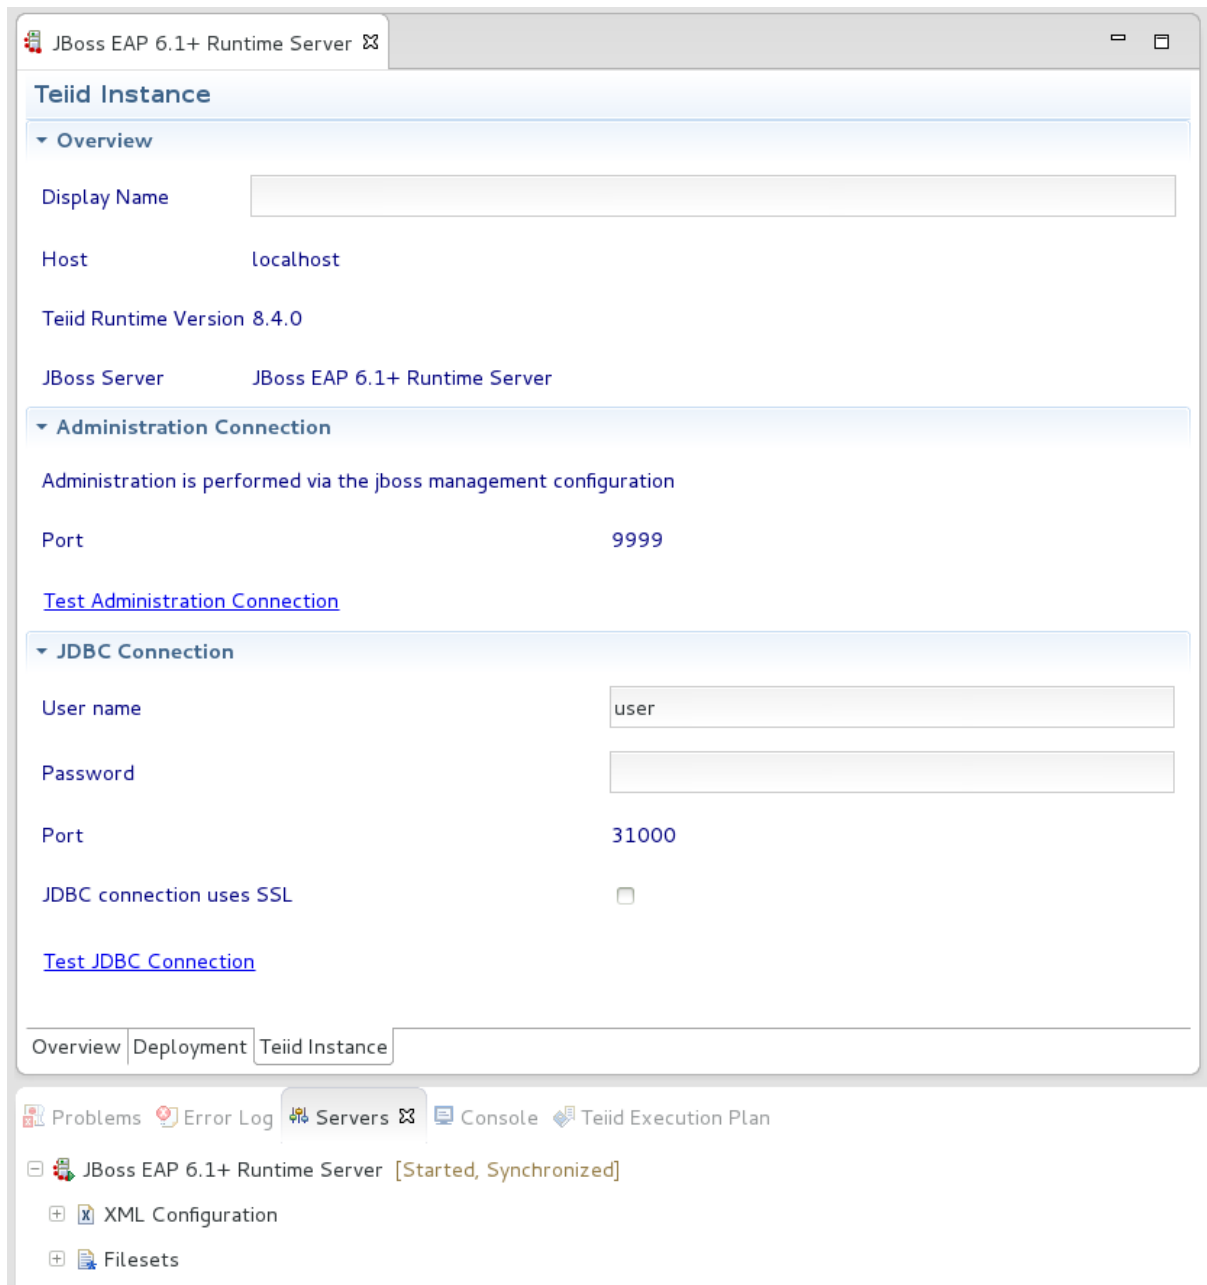 JBoss EAP 6.1+ Runtime Server
Teiid Instance
Overview
Display Name
Host localhost
Teiid Runtime Version 8.4.0
JBoss Server JBoss EAP 6.1+ Runtime Server
Administration Connection
Administration is performed via the jboss management configuration
Port 9999
Test Administration Connection
JDBC Connection
User name user
Password
Port 31000
JDBC connection uses SSL
Test JDBC Connection
Overview Deployment Teiid Instance
Problems Error Log Servers Console Teiid Execution Plan
JBoss EAP 6.1+ Runtime Server [Started, Synchronized]
XML Configuration
Filesets